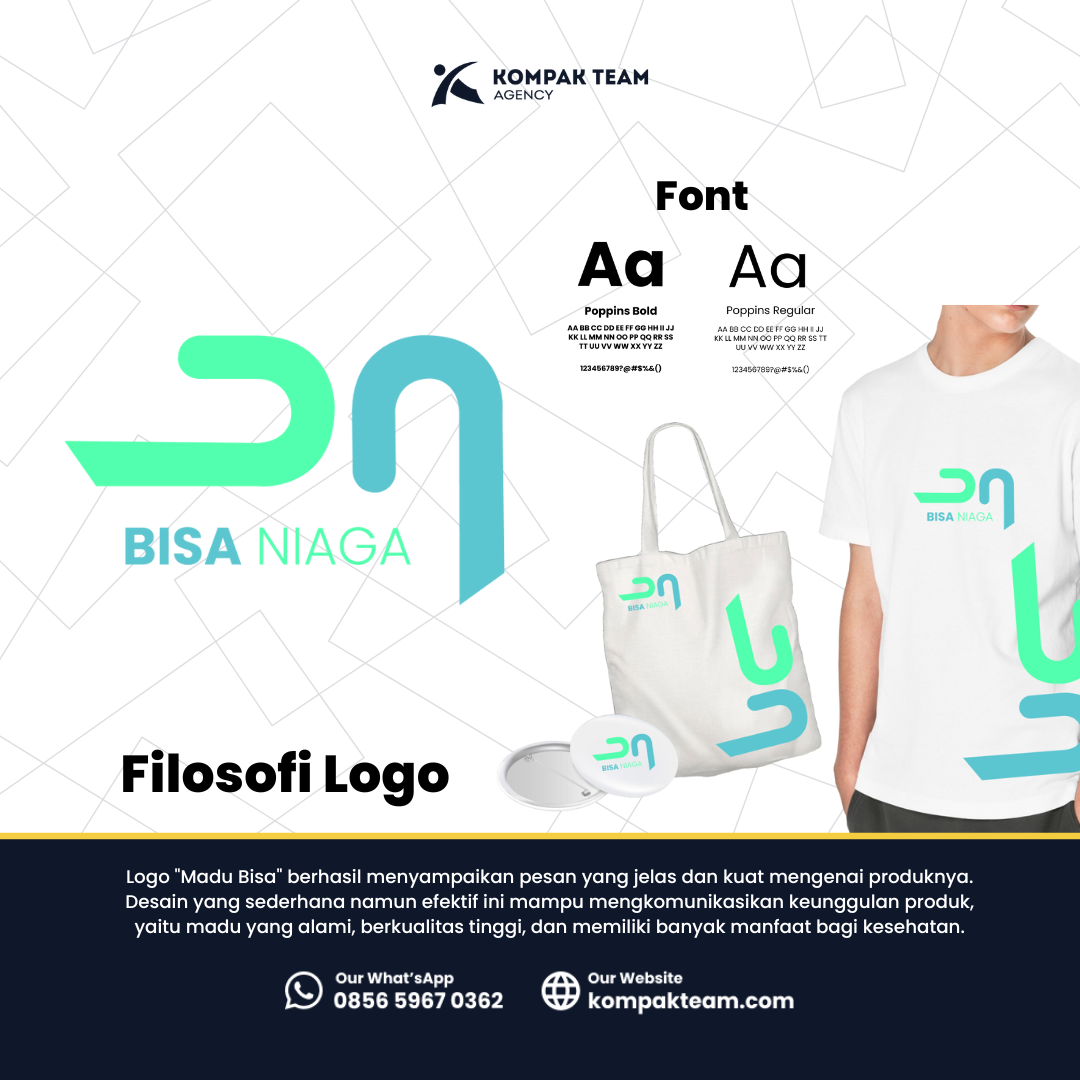 KOMPAK TEAM
AGENCY
Font
Aa
Poppins Bold
AA BB CC DD EE FF GG HH II JJ
KK LL MM NN OO PP QQ RR SS
TT UU VV WW XX YY ZZ
123456789?@#$%&()
Aa
Poppins Regular
AA BB CC DD EE FF GG HH II JJ
KK LL MM NN OO PP QQ RR SS TT
UU VV WW XX YY ZZ
123456789?@#$%&()
BISA NIAGA
BISA NIAGA
BISA NIAGA
BISA NIAGA
Filosofi Logo
Logo "Madu Bisa" berhasil menyampaikan pesan yang jelas dan kuat mengenai produknya.
Desain yang sederhana namun efektif ini mampu mengkomunikasikan keunggulan produk,
yaitu madu yang alami, berkualitas tinggi, dan memiliki banyak manfaat bagi kesehatan.
Our What'sApp
0856 5967 0362
Our Website
kompakteam.com